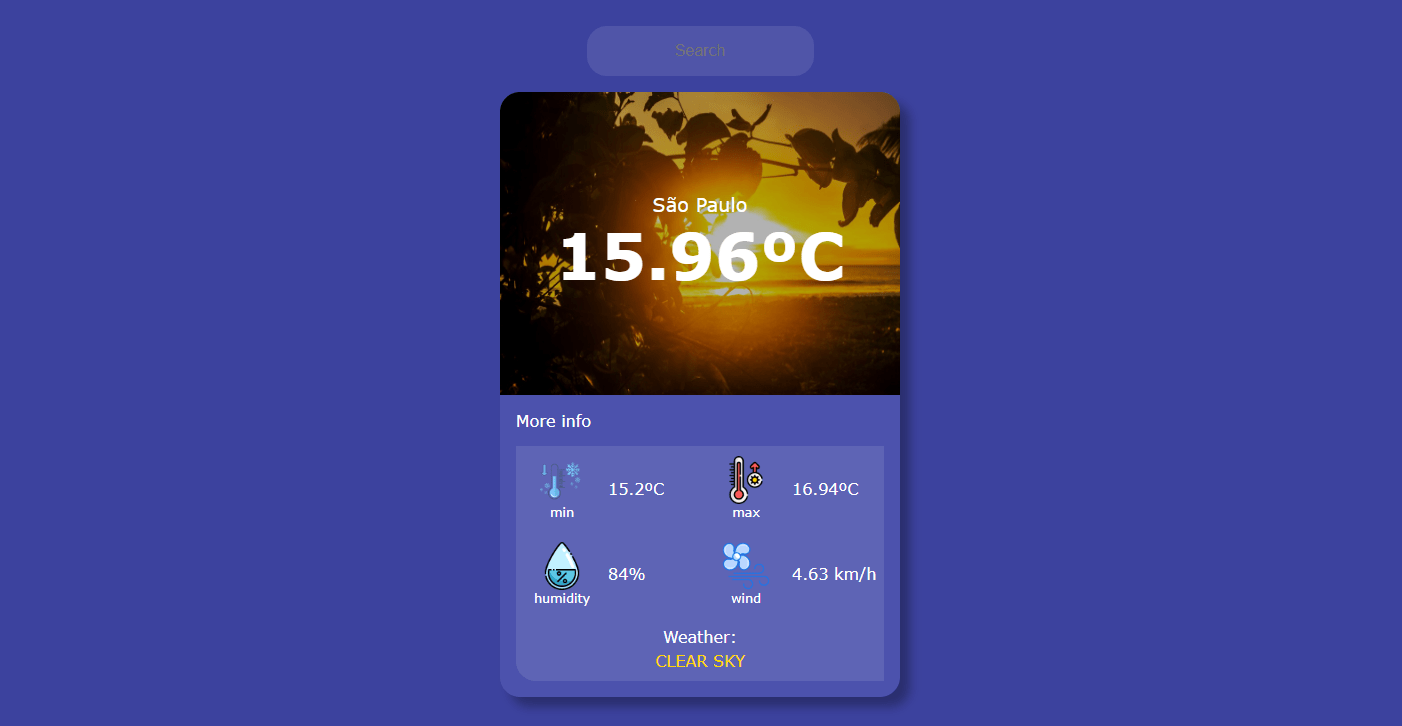 Search
São Paulo
15.96ºC
More info
15.2ºC
min
16.94ºC
max
84%
humidity
4.63 km/h
wind
Weather:
CLEAR SKY